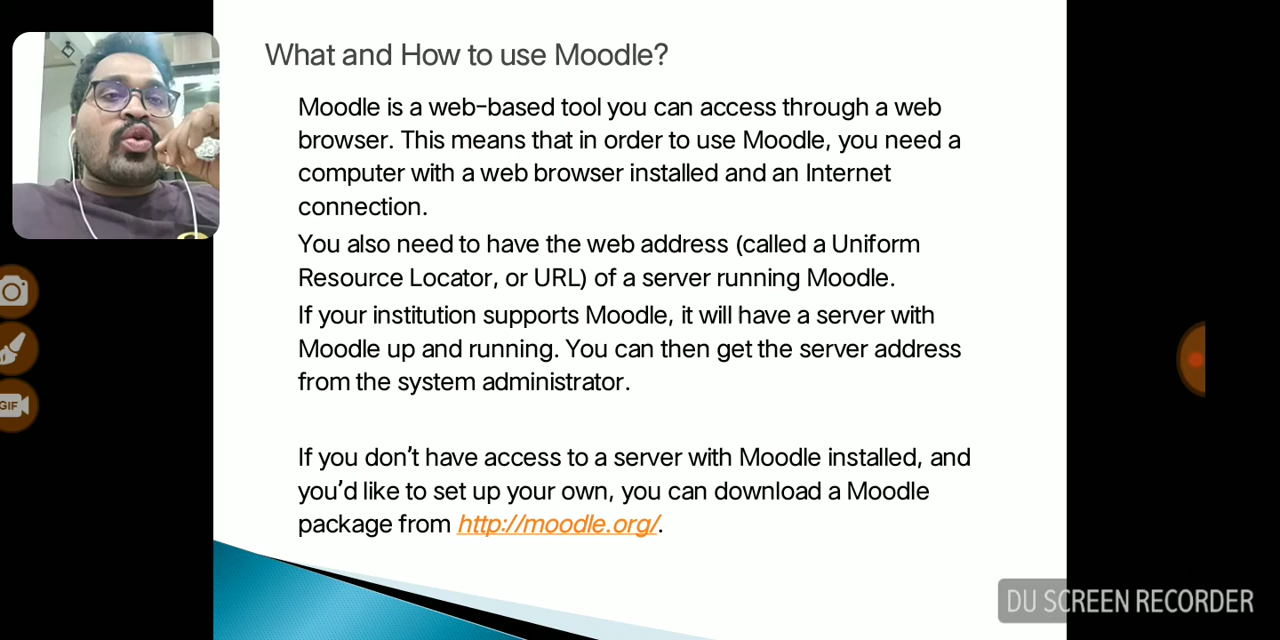 What and How to use Moodle?
Moodle is a web-based tool you can access through a web
browser. This means that in order to use Moodle, you need a
computer with a web browser installed and an Internet
connection.
You also need to have the web address (called a Uniform
Resource Locator, or URL) of a server running Moodle.
If your institution supports Moodle, it will have a server with
Moodle up and running. You can then get the server address
from the system administrator.
If you don’t have access to a server with Moodle installed, and
you’d like to set up your own, you can download a Moodle
package from http://moodle.org/.
GIF
DU SCREEN RECORDER